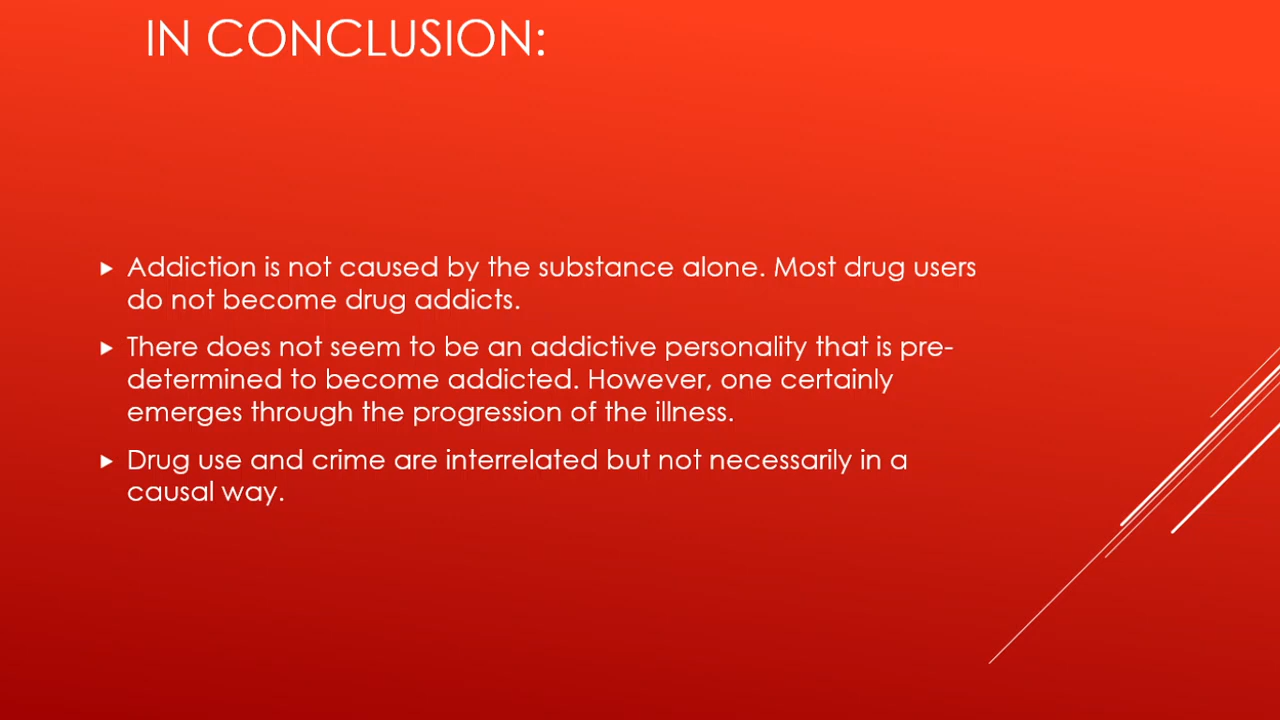 IN CONCLUSION:
Addiction is not caused by the substance alone. Most drug users
do not become drug addicts.
There does not seem to be an addictive personality that is pre-
determined to become addicted. However, one certainly
emerges through the progression of the illness.
Drug use and crime are interrelated but not necessarily in a
causal way.